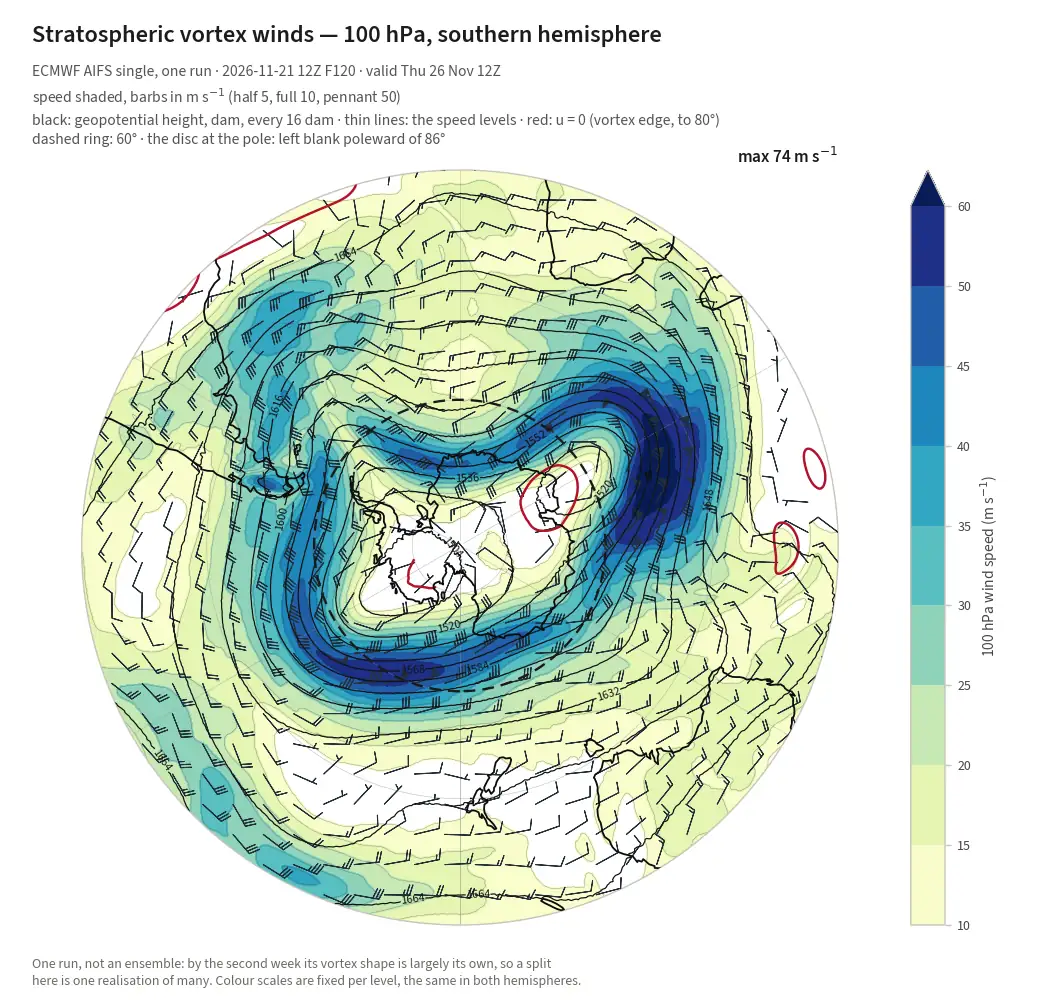 Stratospheric vortex winds — 100 hPa, southern hemisphere
ECMWF AIFS single, one run · 2026-11-21 12Z F120 · valid Thu 26 Nov 12Z
speed shaded, barbs in m s⁻¹ (half 5, full 10, pennant 50)
black: geopotential height, dam, every 16 dam · thin lines: the speed levels · red: u = 0 (vortex edge, to 80°)
dashed ring: 60° · the disc at the pole: left blank poleward of 86°
max 74 m s⁻¹
1664
1616
1552
1536
1520
1648
1600
1520
1568
1584
1632
1664
1664
1664
60
50
45
40
35
30
25
20
15
10
100 hPa wind speed (m s⁻¹)
One run, not an ensemble: by the second week its vortex shape is largely its own, so a split
here is one realisation of many. Colour scales are fixed per level, the same in both hemispheres.